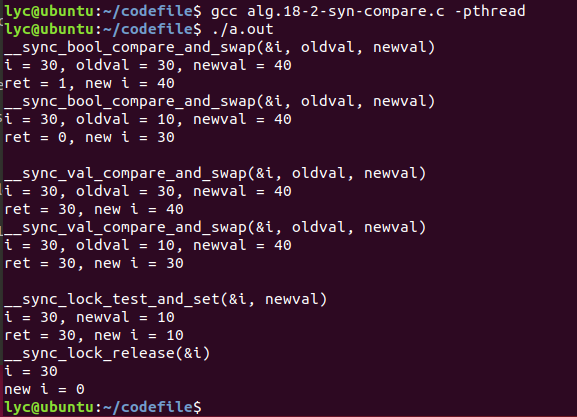 lyc@ubuntu:~/codefile$ gcc alg.18-2-syn-compare.c -pthread
lyc@ubuntu:~/codefile$ ./a.out
__sync_bool_compare_and_swap(&i, oldval, newval)
i = 30, oldval = 30, newval = 40
ret = 1, new i = 40
__sync_bool_compare_and_swap(&i, oldval, newval)
i = 30, oldval = 10, newval = 40
ret = 0, new i = 30

__sync_val_compare_and_swap(&i, oldval, newval)
i = 30, oldval = 30, newval = 40
ret = 30, new i = 40
__sync_val_compare_and_swap(&i, oldval, newval)
i = 30, oldval = 10, newval = 40
ret = 30, new i = 30

__sync_lock_test_and_set(&i, newval)
i = 30, newval = 10
ret = 30, new i = 10
__sync_lock_release(&i)
i = 30
new i = 0
lyc@ubuntu:~/codefile$